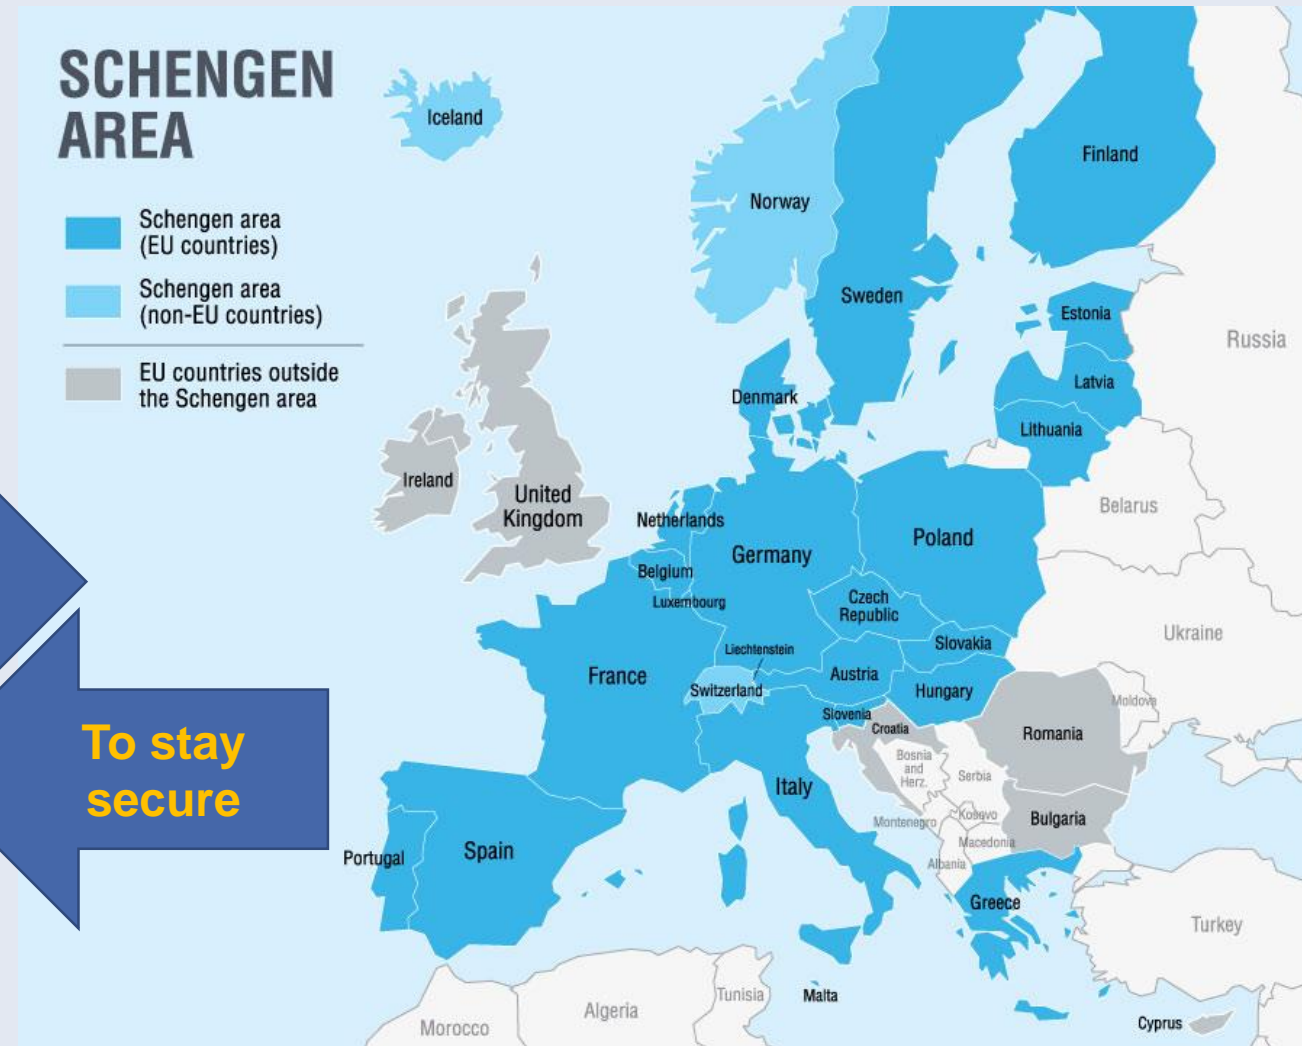 SCHENGEN
AREA
Schengen area
(EU countries)
Schengen area
(non-EU countries)
EU countries outside
the Schengen area
To stay
secure
Iceland
Norway
Finland
Sweden
Estonia
Russia
Latvia
Denmark
Lithuania
Ireland
United
Kingdom
Belarus
Netherlands
Germany
Poland
Belgium
Luxembourg
Czech
Republic
Ukraine
Slovakia
Liechtenstein
France
Austria
Switzerland
Hungary
Moldova
Slovenia
Croatia
Romania
Bosnia
and
Herz.
Serbia
Italy
Montenegro
Kosovo
Bulgaria
Macedonia
Albania
Portugal
Spain
Greece
Turkey
Malta
Tunisia
Algeria
Morocco
Cyprus